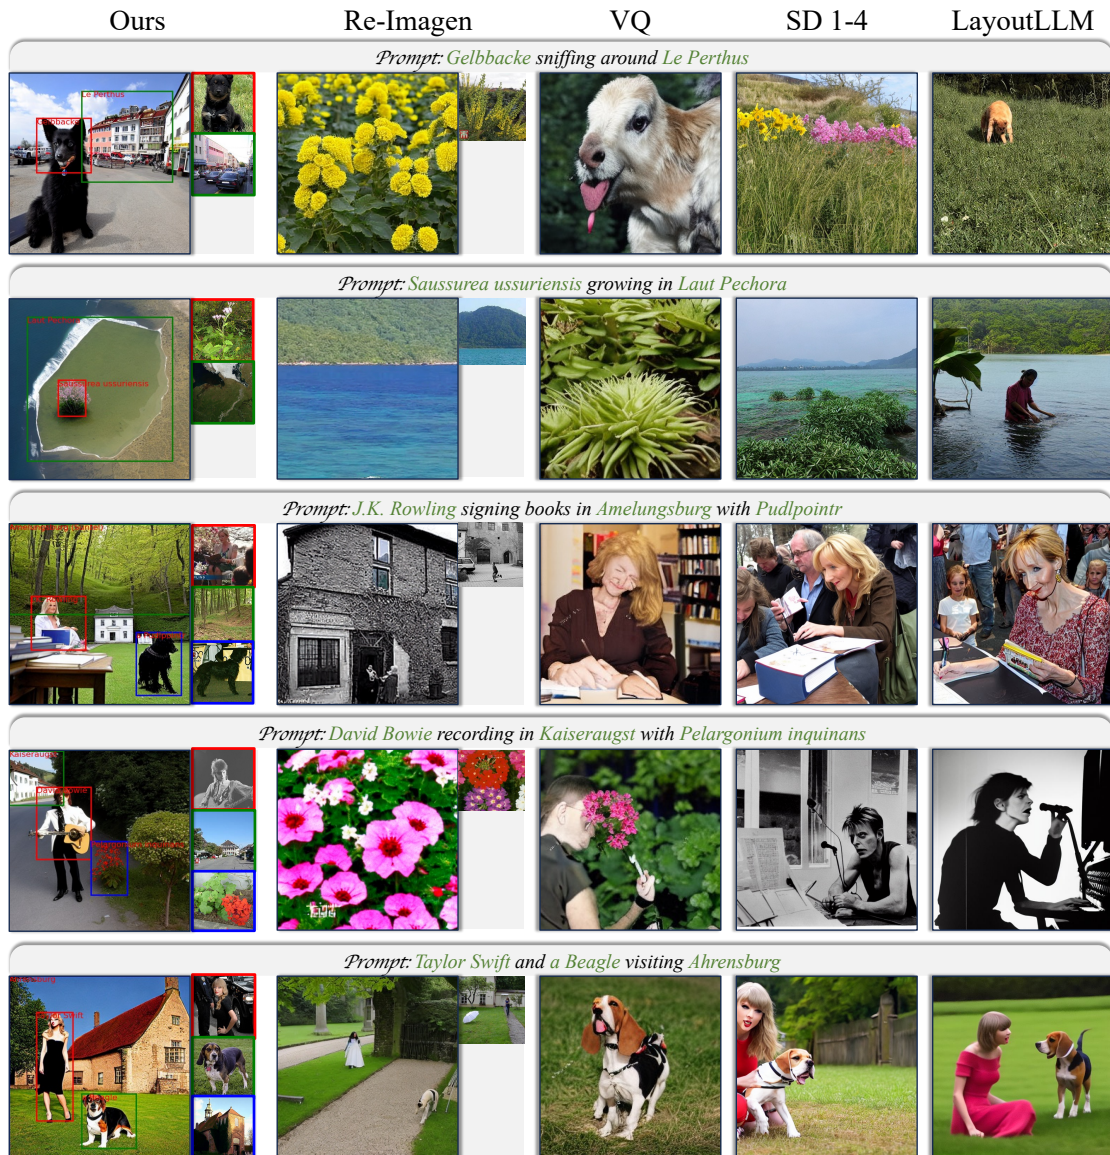 Ours Re-Imagen VQ SD 1-4 LayoutLLM
Prompt: Gelbbacke sniffing around Le Perthus
Le Perthus
Gelbbacke
Prompt: Saussurea ussuriensis growing in Laut Pechora
Laut Pechora
Saussurea ussuriensis
Prompt: J.K. Rowling signing books in Amelungsburg with Pudlpointr
Prompt: David Bowie recording in Kaiseraugst with Pelargonium inquinans
Kaiseraugst
David Bowie
Prompt: Taylor Swift and a Beagle visiting Ahrensburg
Taylor Swift
Beagle